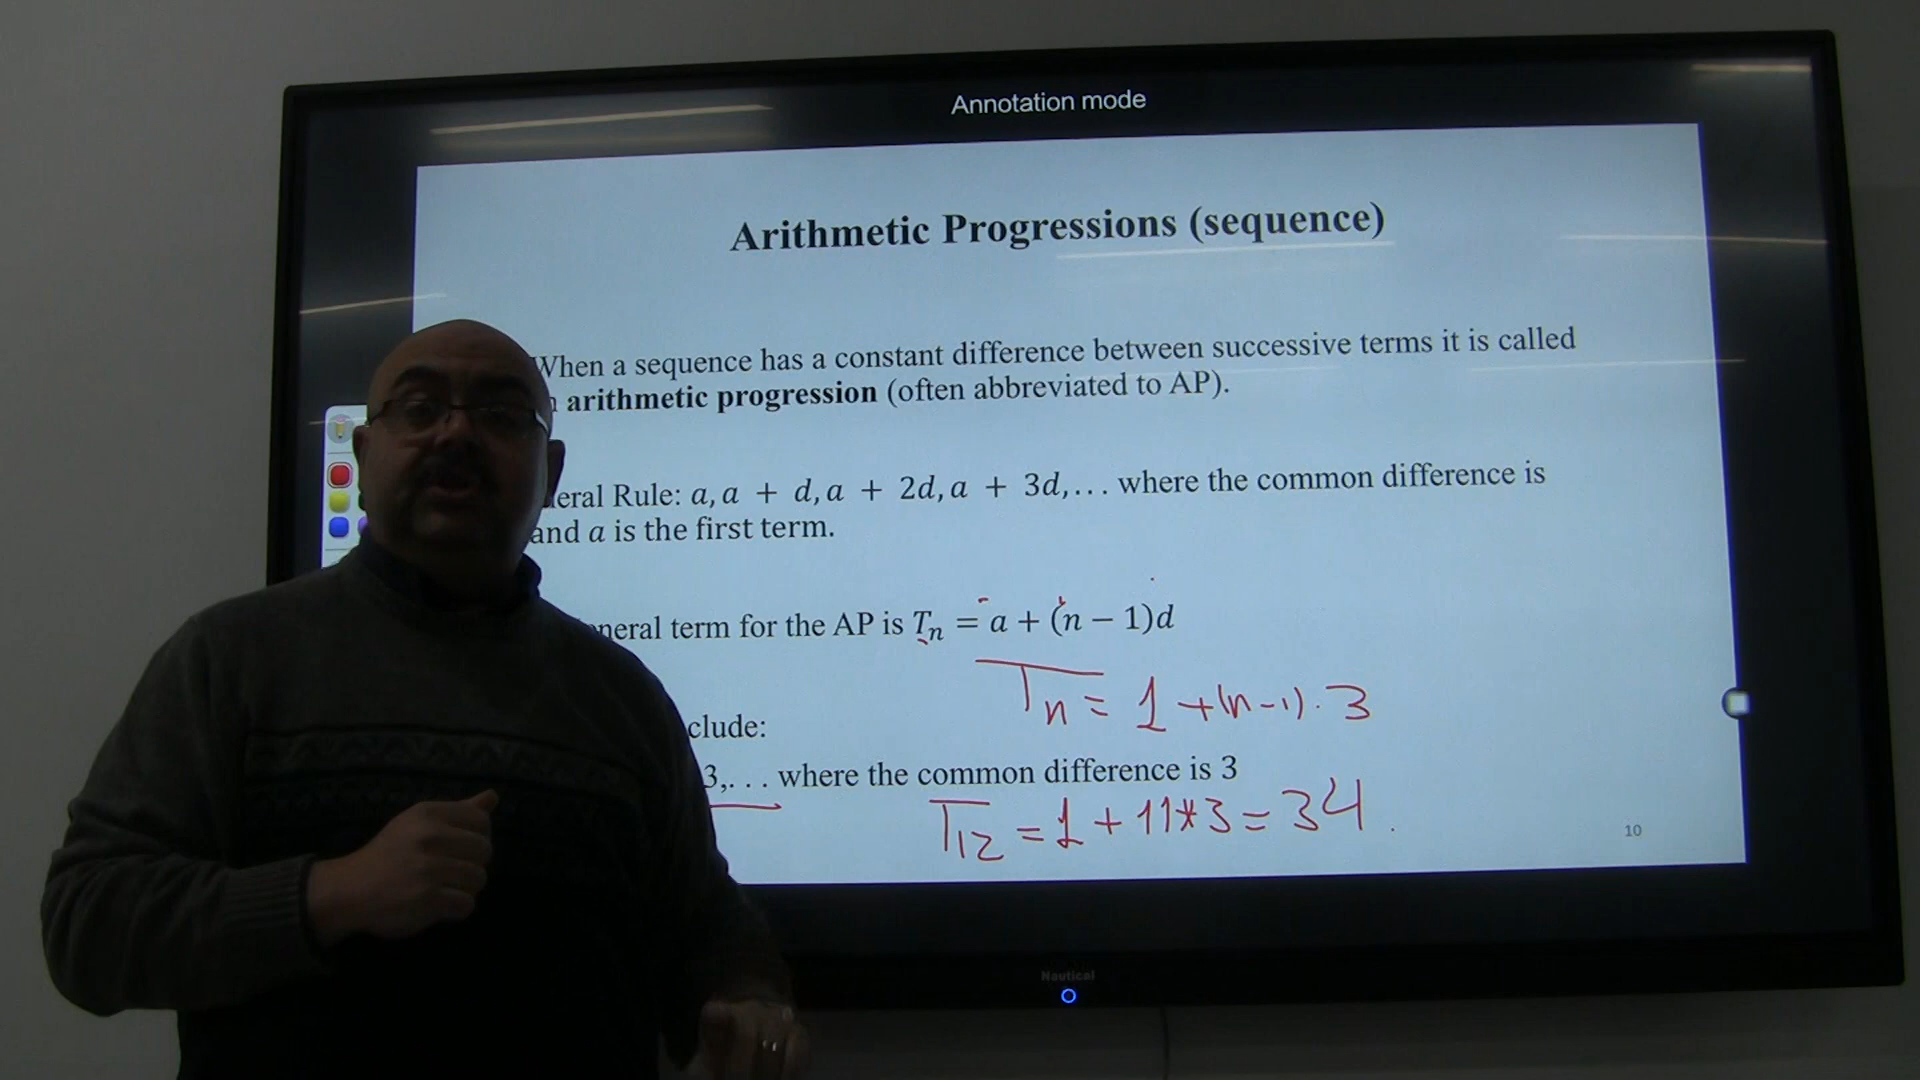 Annotation mode
Arithmetic Progressions (sequence)
When a sequence has a constant difference between successive terms it is called
arithmetic progression (often abbreviated to AP).
Rule: a, a + d, a + 2d, a + 3d, . . . where the common difference is
and a is the first term.
term for the AP is Tn = a + (n − 1)d
Tn = 1 + (n-1) . 3
clude:
3,. . . where the common difference is 3
T12 = 1 + 11*3 = 34
10
Nautical